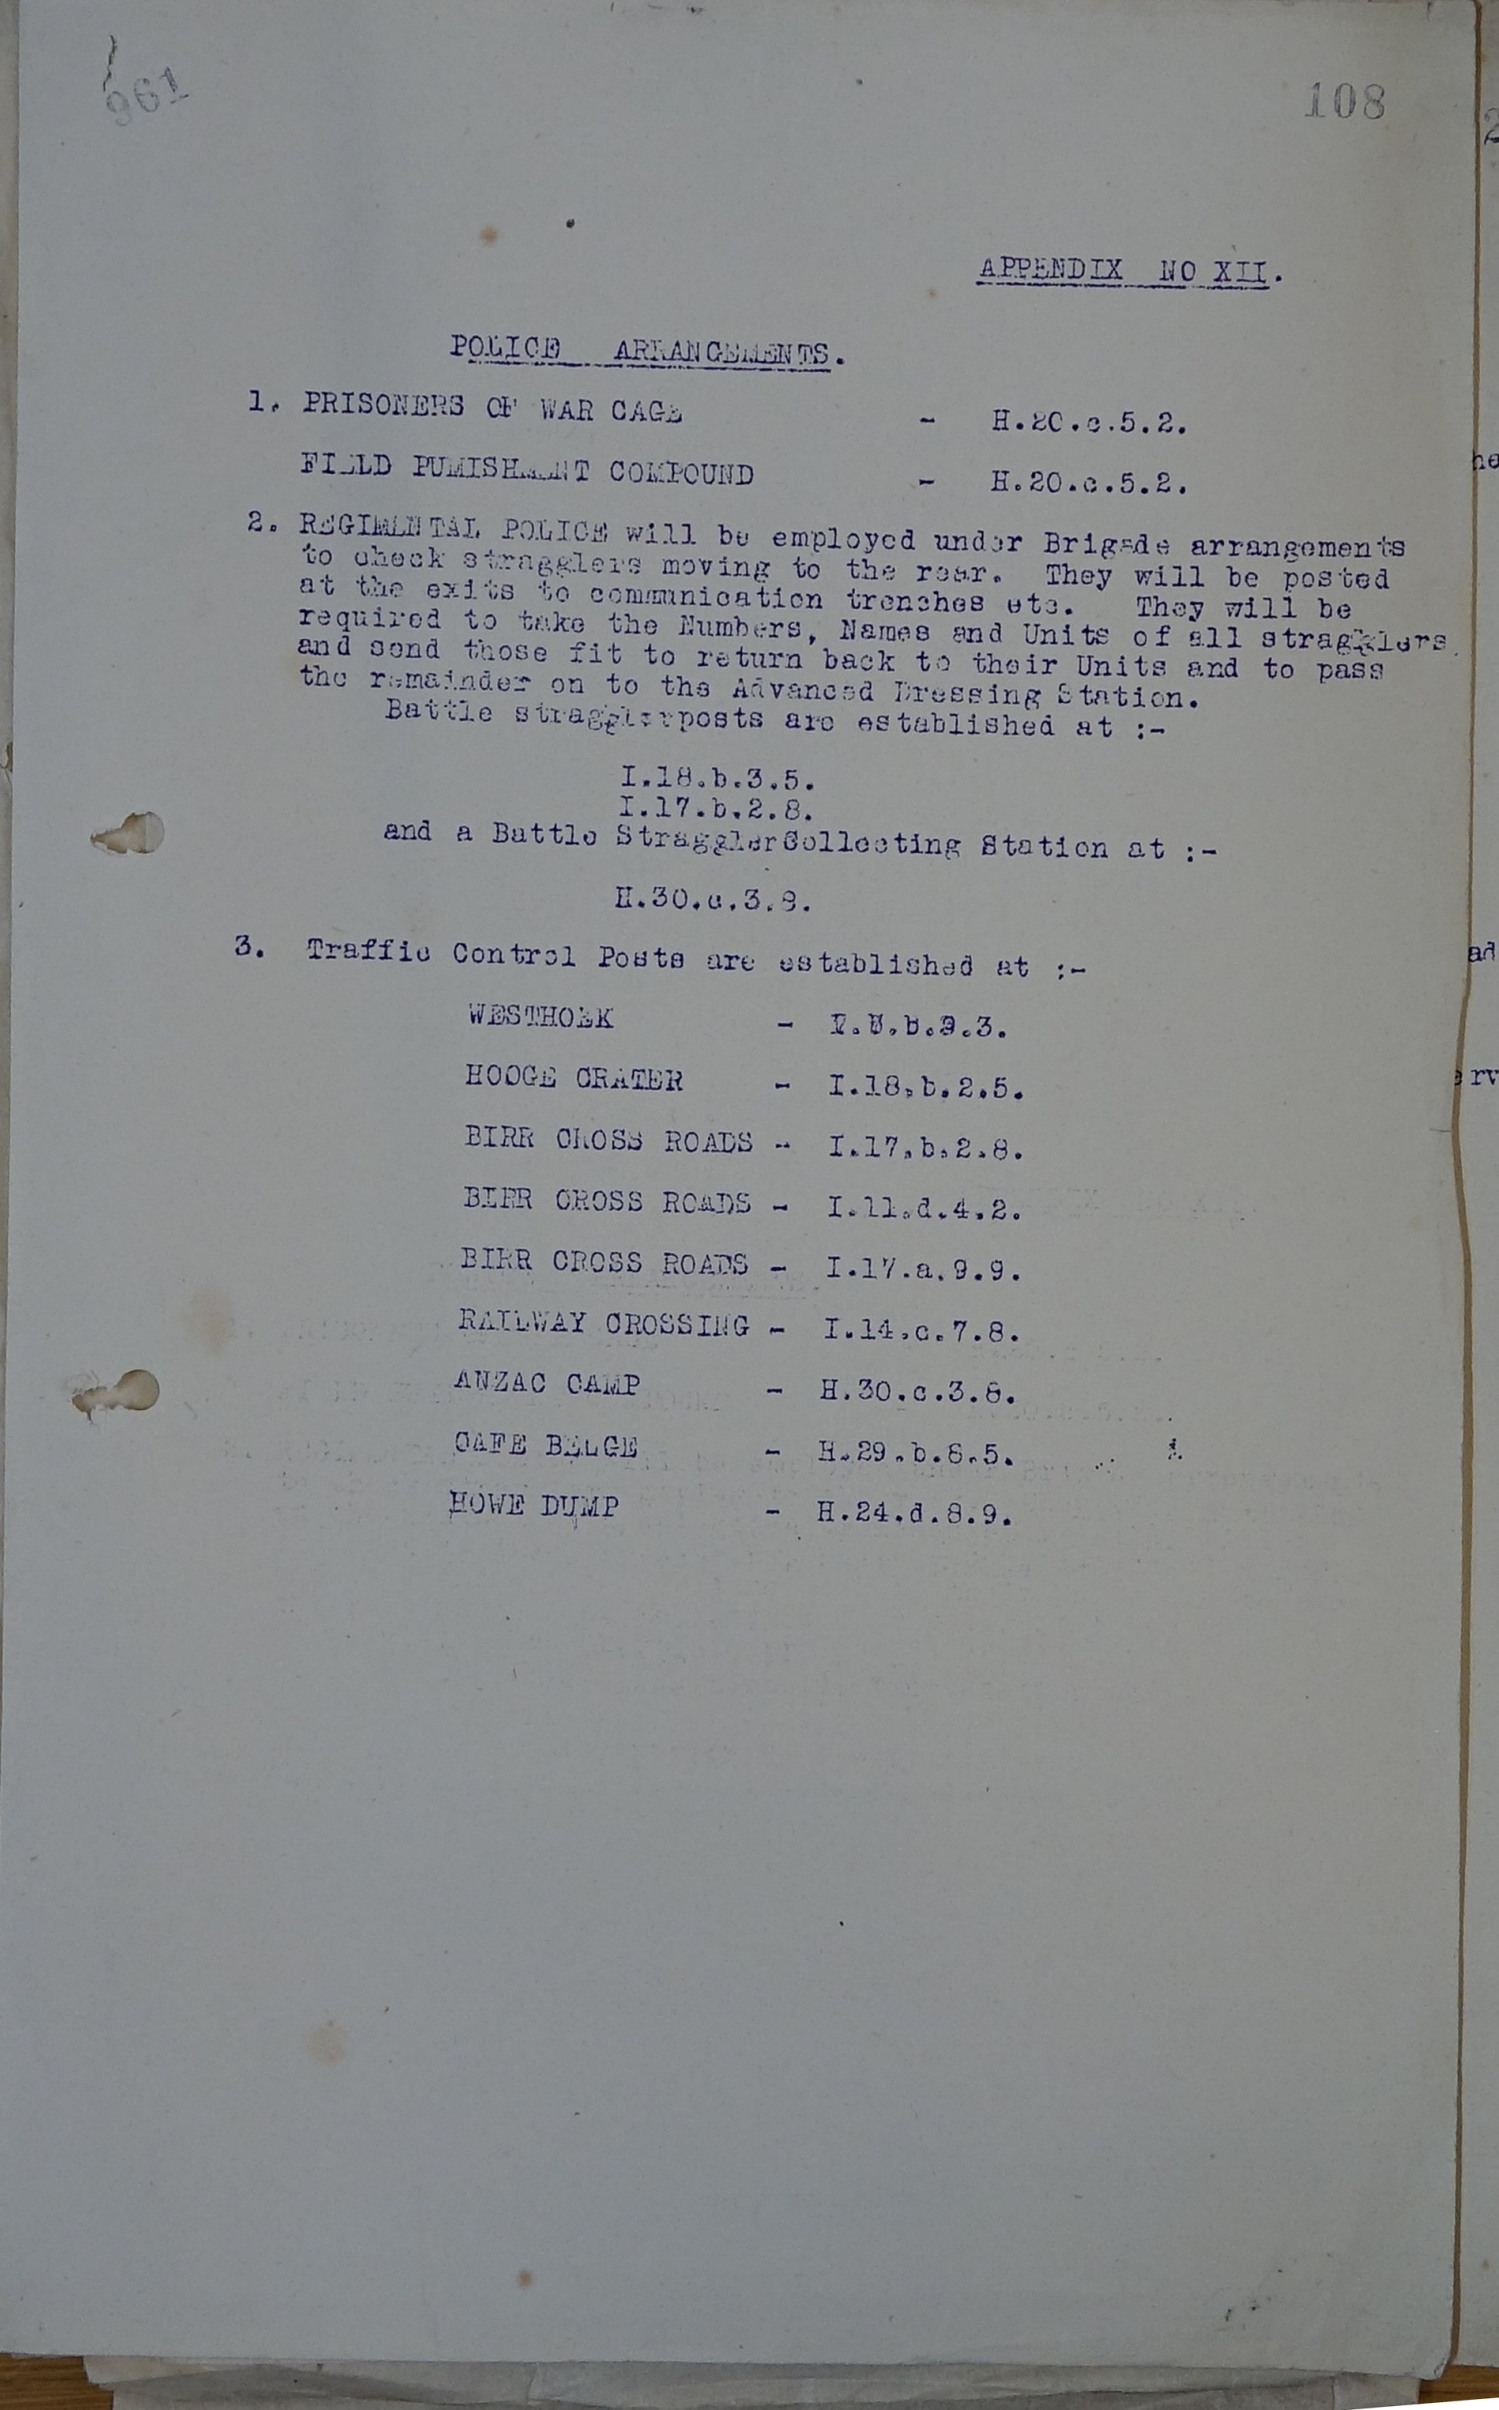 961
108
APPENDIX NO XII.
POLICE ARRANGEMENTS.
1. PRISONERS OF WAR CAGE - H.20.c.5.2.
FIELD PUMISHMENT COMPOUND - H.20.c.5.2.
2. REGIMENTAL POLICE will be employed under Brigade arrangements
to check stragglers moving to the rear. They will be posted
at the exits to communication trenches etc. They will be
required to take the Numbers, Names and Units of all stragglers
and send those fit to return back to their Units and to pass
the remainder on to the Advanced Dressing Station.
Battle stragglerposts are established at :-
I.18.b.3.5.
I.17.b.2.8.
and a Battle StragglerCollecting Station at :-
H.30.c.3.8.
3. Traffic Control Posts are established at :-
WESTHOEK -
HOOGE CRATER - I.18.b.2.5.
BIRR CROSS ROADS - I.17.b.2.8.
BIRR CROSS ROADS - I.11.d.4.2.
BIRR CROSS ROADS - I.17.a.9.9.
RAILWAY CROSSING - I.14.c.7.8.
ANZAC CAMP - H.30.c.3.8.
CAFE BELGE - H.29.b.8.5.
HOWE DUMP - H.24.d.8.9.